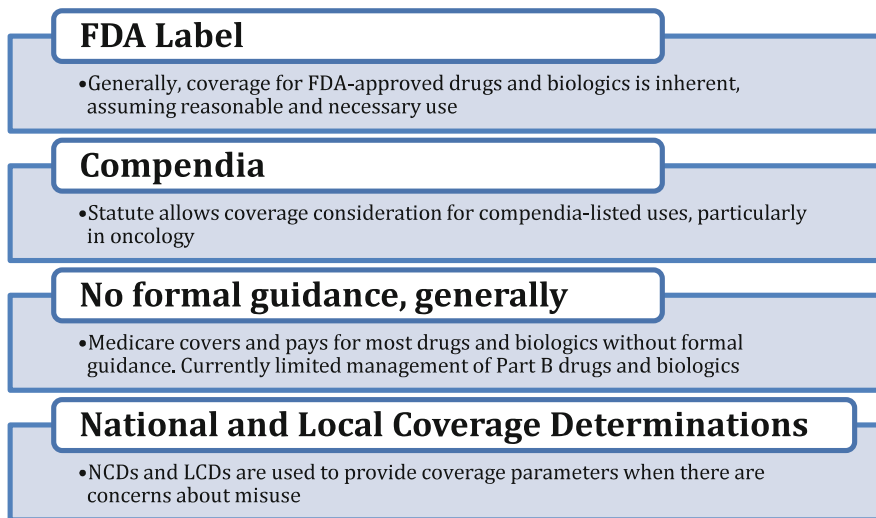 FDA Label
•Generally, coverage for FDA-approved drugs and biologics is inherent,
assuming reasonable and necessary use
Compendia
•Statute allows coverage consideration for compendia-listed uses, particularly
in oncology
No formal guidance, generally
•Medicare covers and pays for most drugs and biologics without formal
guidance. Currently limited management of Part B drugs and biologics
National and Local Coverage Determinations
•NCDs and LCDs are used to provide coverage parameters when there are
concerns about misuse